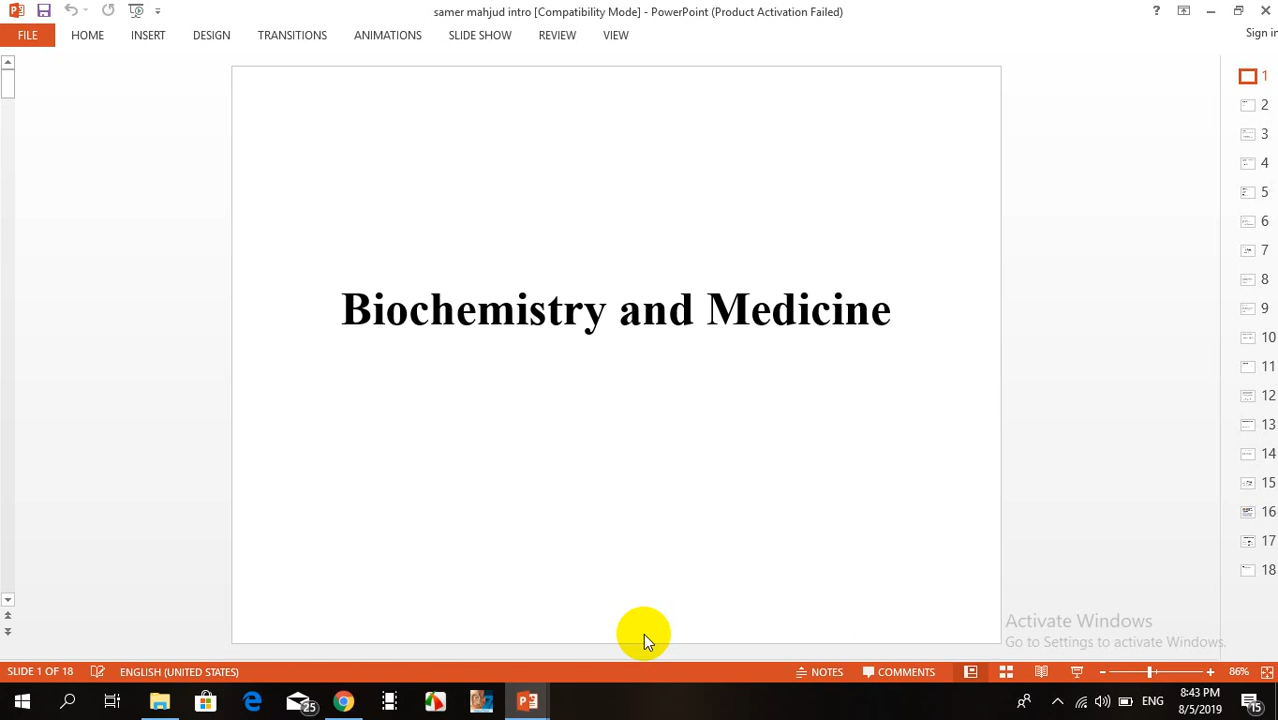 samer mahjud intro [Compatibility Mode] - PowerPoint (Product Activation Failed)
?
FILE HOME INSERT DESIGN TRANSITIONS ANIMATIONS SLIDE SHOW REVIEW VIEW
Sign in
Biochemistry and Medicine
1
2
3
4
5
6
7
8
9
10
11
12
13
14
15
16
17
18
Activate Windows
Go to Settings to activate Windows.
SLIDE 1 OF 18 ENGLISH (UNITED STATES) NOTES COMMENTS 86%
25
ENG
8:43 PM
8/5/2019
15